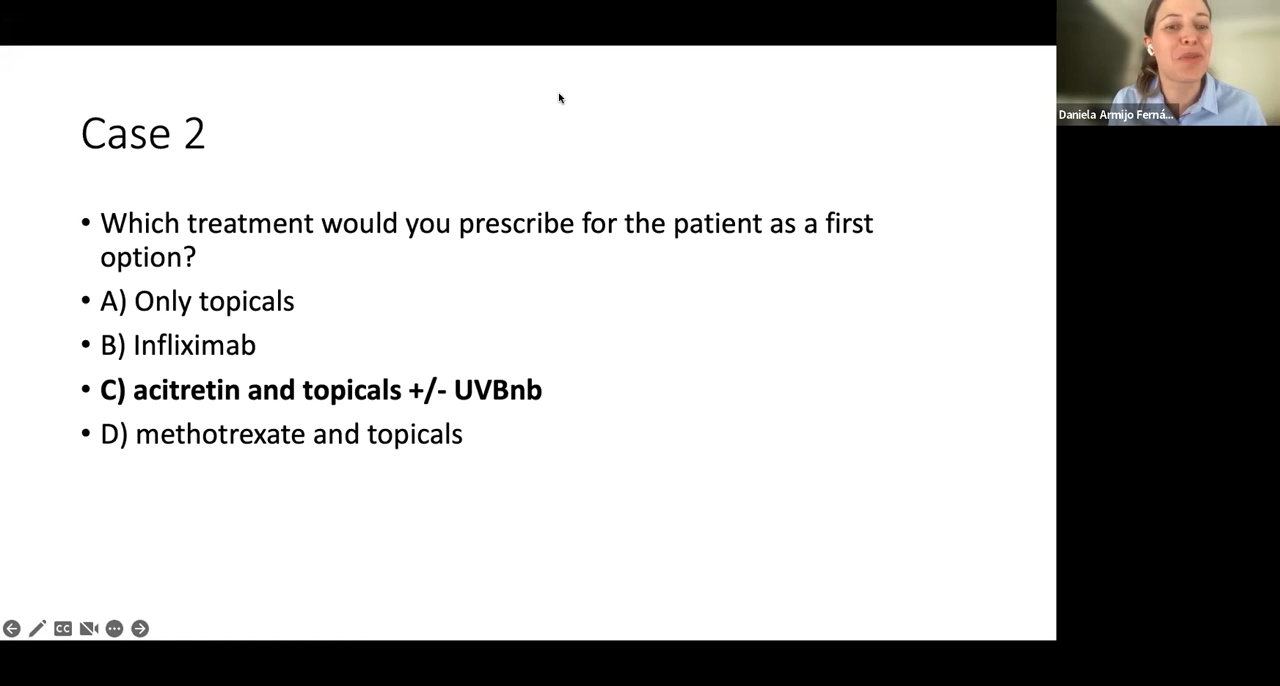 Daniela Armijo Ferná...
Case 2
• Which treatment would you prescribe for the patient as a first
option?
• A) Only topicals
• B) Infliximab
• C) acitretin and topicals +/- UVBnb
• D) methotrexate and topicals
CC